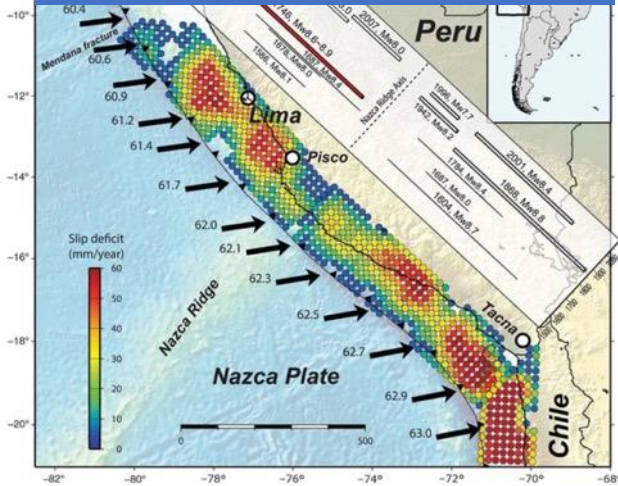 −10°
−12°
−14°
−16°
−18°
−20°
60.4
Mendana fracture
60.6
60.9
61.2
61.4
61.7
62.0
62.1
62.3
62.5
62.7
62.9
63.0
Peru
2007, Mw8.0
1746, Mw8.6–8.9
1687, Mw8.4
1678, Mw8.0
1586, Mw8.1
Nazca Ridge Axis
1996, Mw7.7
1942, Mw8.2
2001, Mw8.4
1868, Mw8.8
1784, Mw8.4
1687, Mw8.0
1604, Mw8.7
Lima
Pisco
Tacna
Chile
Slip deficit
(mm/year)
60
50
40
30
20
10
0
Nazca Ridge
Nazca Plate
0
500
−82°
−80°
−78°
−76°
−74°
−72°
−70°
−68°